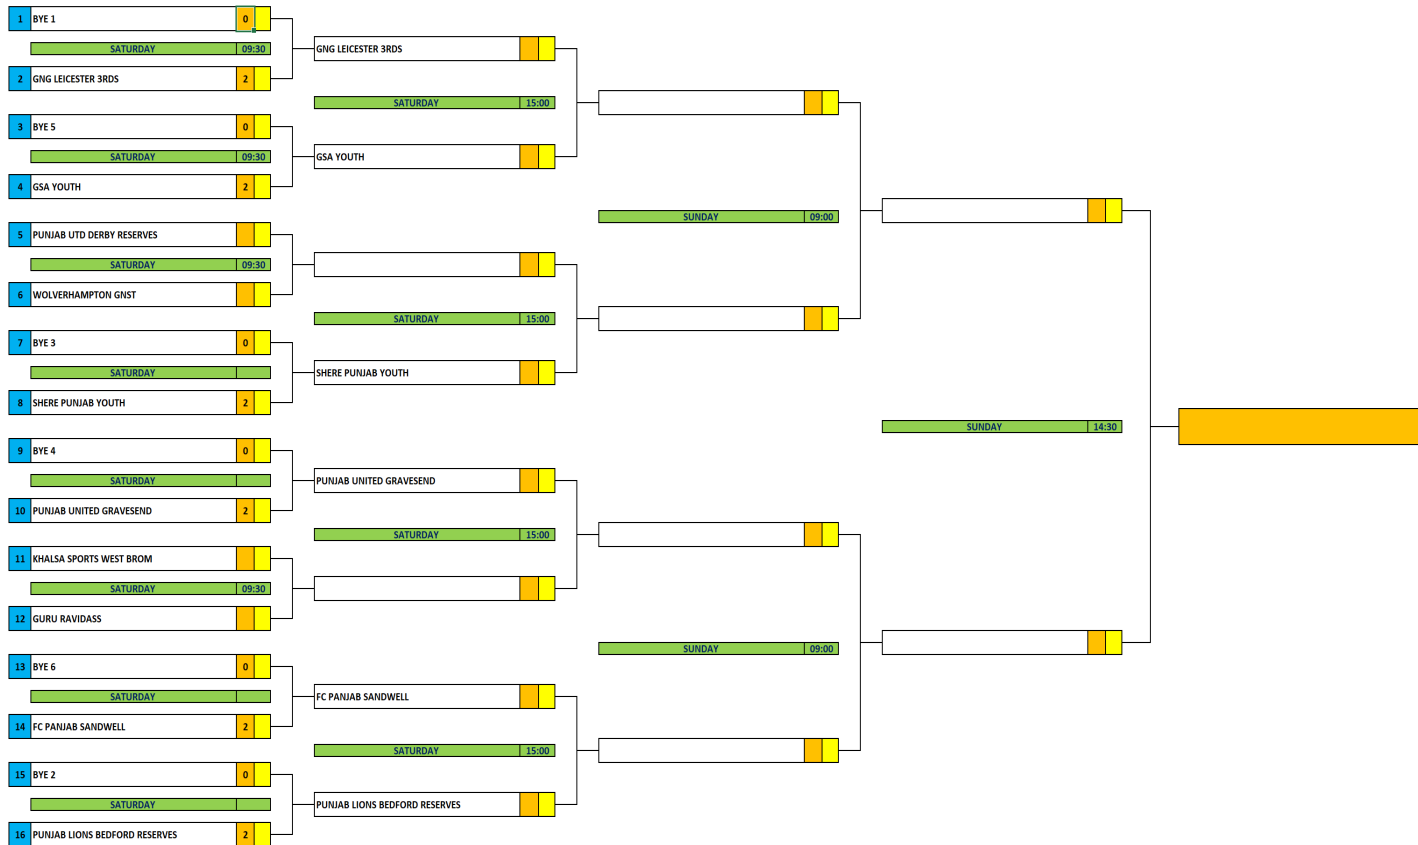 1 BYE 1 0
SATURDAY 09:30
2 GNG LEICESTER 3RDS 2
3 BYE 5 0
SATURDAY 09:30
4 GSA YOUTH 2
5 PUNJAB UTD DERBY RESERVES
SATURDAY 09:30
6 WOLVERHAMPTON GNST
7 BYE 3 0
SATURDAY
8 SHERE PUNJAB YOUTH 2
9 BYE 4 0
SATURDAY
10 PUNJAB UNITED GRAVESEND 2
11 KHALSA SPORTS WEST BROM
SATURDAY 09:30
12 GURU RAVIDASS
13 BYE 6 0
SATURDAY
14 FC PANJAB SANDWELL 2
15 BYE 2 0
SATURDAY
16 PUNJAB LIONS BEDFORD RESERVES 2
GNG LEICESTER 3RDS
SATURDAY 15:00
GSA YOUTH
SATURDAY 15:00
SHERE PUNJAB YOUTH
PUNJAB UNITED GRAVESEND
SATURDAY 15:00
FC PANJAB SANDWELL
SATURDAY 15:00
PUNJAB LIONS BEDFORD RESERVES
SUNDAY 09:00
SUNDAY 09:00
SUNDAY 14:30